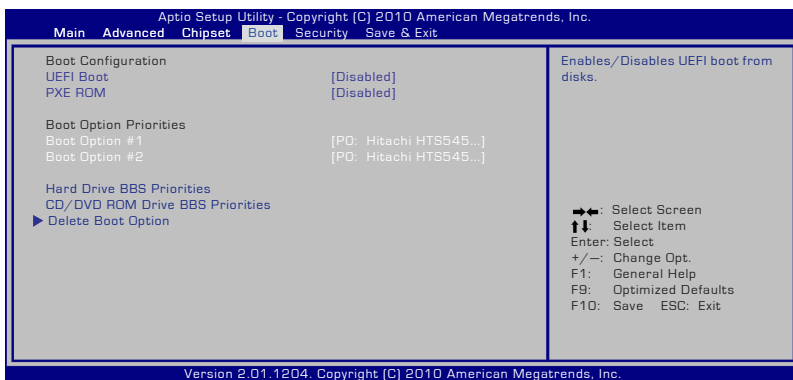 Aptio Setup Utility - Copyright (C) 2010 American Megatrends, Inc.
Main Advanced Chipset Boot Security Save & Exit
Boot Configuration
UEFI Boot [Disabled]
PXE ROM [Disabled]
Boot Option Priorities
Boot Option #1 [P0: Hitachi HTS545...]
Boot Option #2 [P0: Hitachi HTS545...]
Hard Drive BBS Priorities
CD/DVD ROM Drive BBS Priorities
Delete Boot Option
Enables/Disables UEFI boot from
disks.
→←: Select Screen
↑↓: Select Item
Enter: Select
+/—: Change Opt.
F1: General Help
F9: Optimized Defaults
F10: Save ESC: Exit
Version 2.01.1204. Copyright (C) 2010 American Megatrends, Inc.